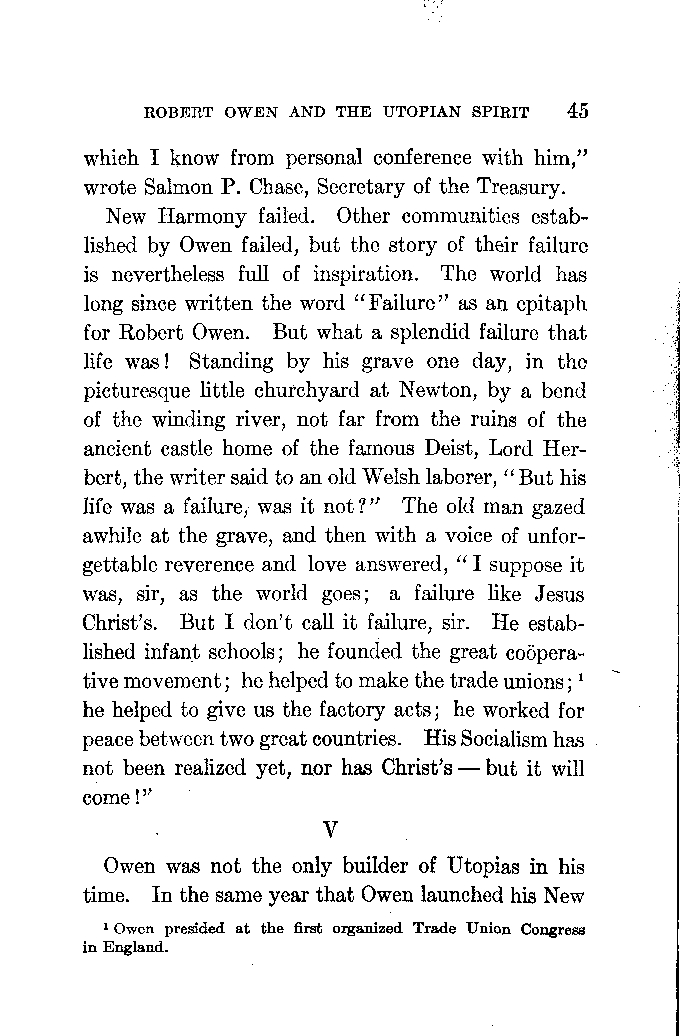 ROBERT OWEN AND THE UTOPIAN SPIRIT 45
which I know from personal conference with him,”
wrote Salmon P. Chase, Secretary of the Treasury.
New Harmony failed. Other communities estab-
lished by Owen failed, but the story of their failure
is nevertheless full of inspiration. The world has
long since written the word “Failure” as an epitaph
for Robert Owen. But what a splendid failure that
life was! Standing by his grave one day, in the
picturesque little churchyard at Newton, by a bend
of the winding river, not far from the ruins of the
ancient castle home of the famous Deist, Lord Her-
bert, the writer said to an old Welsh laborer, “But his
life was a failure, was it not?” The old man gazed
awhile at the grave, and then with a voice of unfor-
gettable reverence and love answered, “I suppose it
was, sir, as the world goes; a failure like Jesus
Christ’s. But I don’t call it failure, sir. He estab-
lished infant schools; he founded the great coöpera-
tive movement; he helped to make the trade unions;¹
he helped to give us the factory acts; he worked for
peace between two great countries. His Socialism has
not been realized yet, nor has Christ’s — but it will
come!”
V
Owen was not the only builder of Utopias in his
time. In the same year that Owen launched his New
¹ Owen presided at the first organized Trade Union Congress
in England.